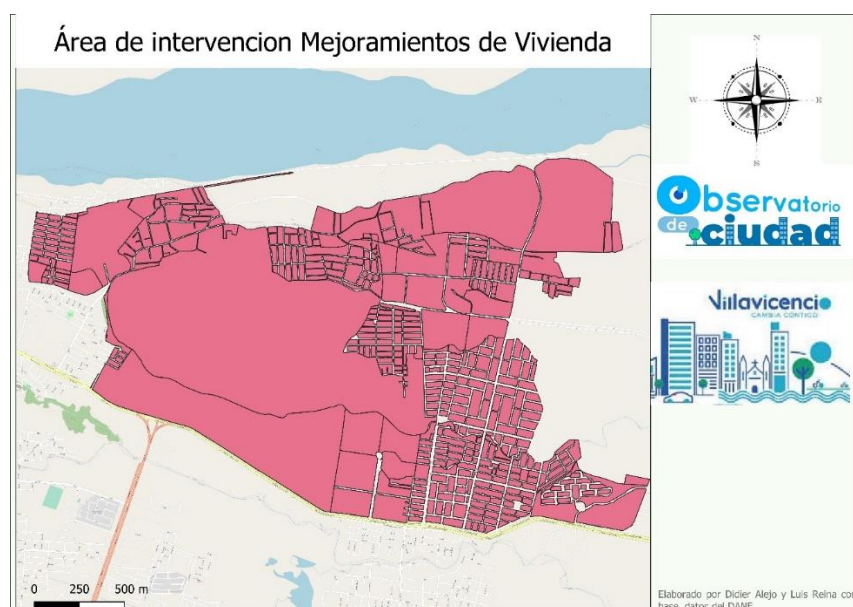 Área de intervencion Mejoramientos de Vivienda
N
W
E
S
Observatorio
de
ciudad
Villavicencio
CAMBIA CONTIGO
0 250 500 m
Elaborado por Didier Alejo y Luis Reina con
base datos del DANE